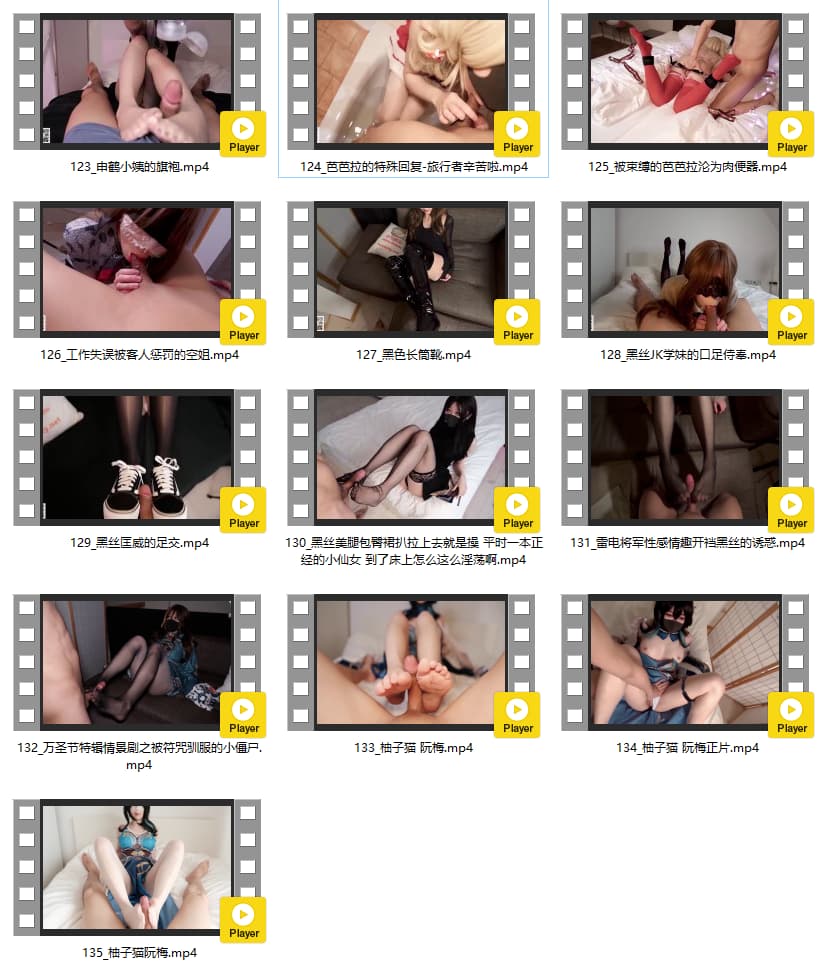 Player
Player
Player
123_申鹤小姨的旗袍.mp4
124_芭芭拉的特殊回复-旅行者辛苦啦.mp4
125_被束缚的芭芭拉沦为肉便器.mp4
Player
Player
Player
126_工作失误被客人惩罚的空姐.mp4
127_黑色长筒靴.mp4
128_黑丝JK学妹的口足侍奉.mp4
Player
Player
Player
129_黑丝匡威的足交.mp4
130_黑丝美腿包臀裙扒拉上去就是操 平时一本正
经的小仙女 到了床上怎么这么淫荡啊.mp4
131_雷电将军性感情趣开裆黑丝的诱惑.mp4
Player
Player
Player
132_万圣节特辑情景剧之被符咒驯服的小僵尸.
mp4
133_柚子猫 阮梅.mp4
134_柚子猫 阮梅正片.mp4
Player
135_柚子猫阮梅.mp4